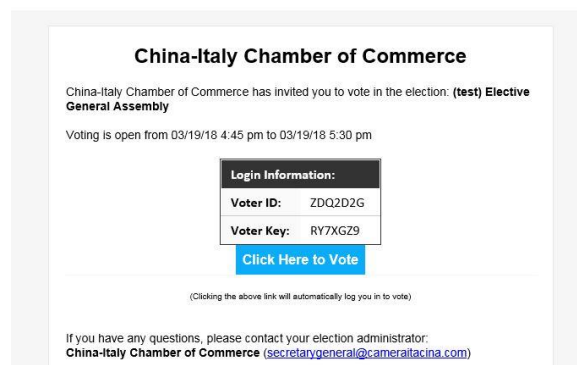 China-Italy Chamber of Commerce
China-Italy Chamber of Commerce has invited you to vote in the election: (test) Elective
General Assembly
Voting is open from 03/19/18 4:45 pm to 03/19/18 5:30 pm
Login Information:
Voter ID: ZDQ2D2G
Voter Key: RY7XGZ9
Click Here to Vote
(Clicking the above link will automatically log you in to vote)
If you have any questions, please contact your election administrator:
China-Italy Chamber of Commerce (secretarygeneral@cameraitacina.com)